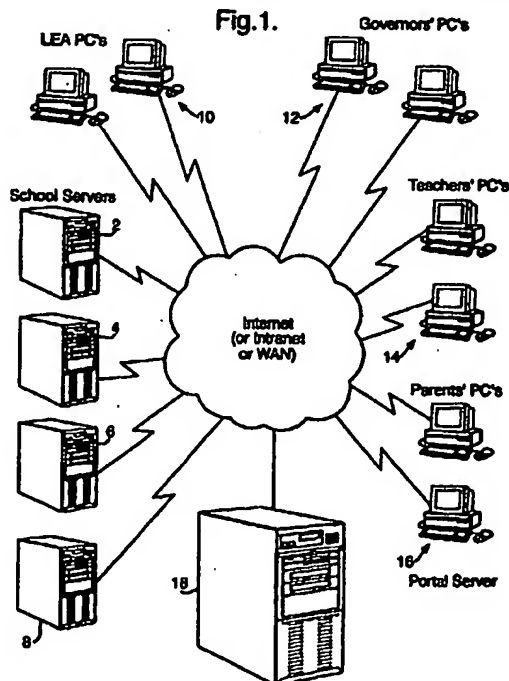 Fig.1.
LEA PC's
Governors' PC's
10
12
School Servers
Teachers' PC's
2
4
Internet
(or Intranet
or WAN)
14
6
Parents' PC's
16
18
Portal Server
8